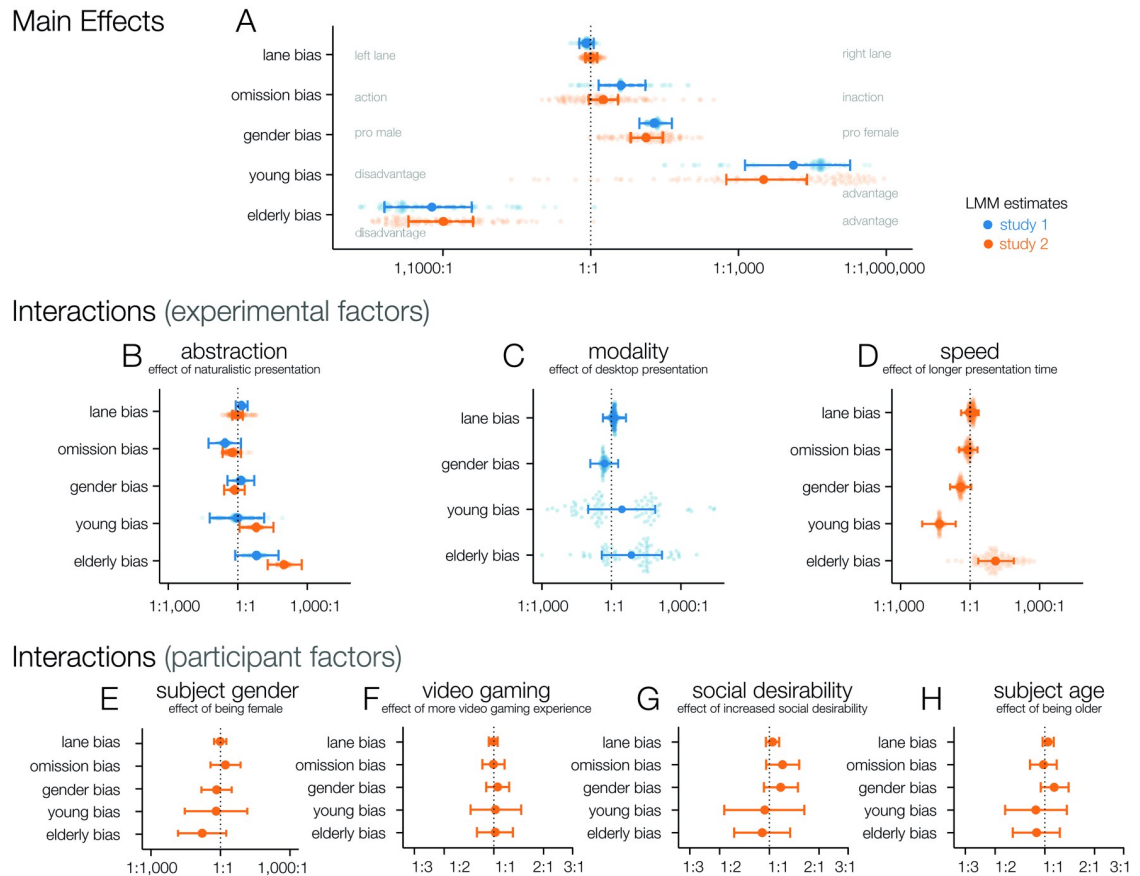 Main Effects
A
lane bias
omission bias
gender bias
young bias
elderly bias
left lane
right lane
action
inaction
pro male
pro female
disadvantage
advantage
advantage
disadvantage
1,1000:1
1:1
1:1,000
1:1,000,000
LMM estimates
study 1
study 2
Interactions (experimental factors)
B
abstraction
effect of naturalistic presentation
lane bias
omission bias
gender bias
young bias
elderly bias
1:1,000
1:1
1,000:1
C
modality
effect of desktop presentation
lane bias
gender bias
young bias
elderly bias
1:1,000
1:1
1,000:1
D
speed
effect of longer presentation time
lane bias
omission bias
gender bias
young bias
elderly bias
1:1,000
1:1
1,000:1
Interactions (participant factors)
E
subject gender
effect of being female
lane bias
omission bias
gender bias
young bias
elderly bias
1:1,000
1:1
1,000:1
F
video gaming
effect of more video gaming experience
lane bias
omission bias
gender bias
young bias
elderly bias
1:3
1:2
1:1
2:1
3:1
G
social desirability
effect of increased social desirability
lane bias
omission bias
gender bias
young bias
elderly bias
1:3
1:2
1:1
2:1
3:1
H
subject age
effect of being older
lane bias
omission bias
gender bias
young bias
elderly bias
1:3
1:2
1:1
2:1
3:1